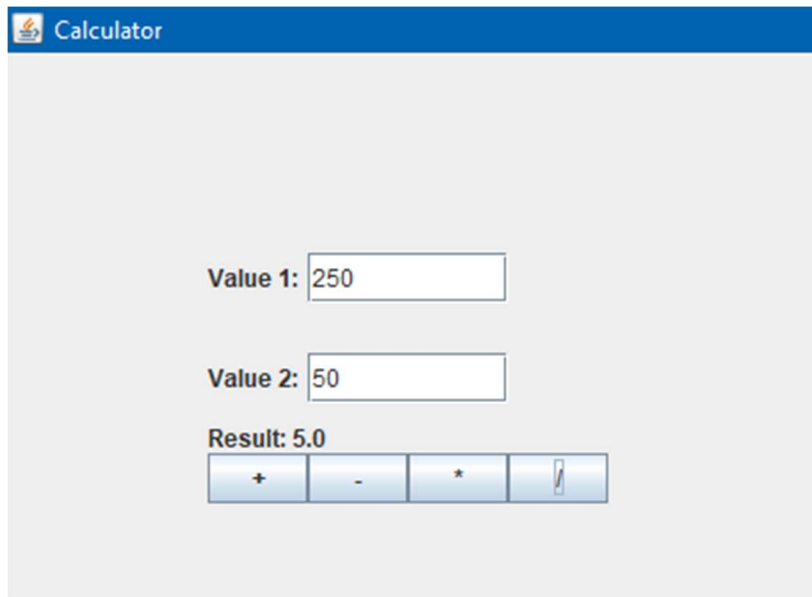 Calculator
Value 1: 250
Value 2: 50
Result: 5.0
+ - * /